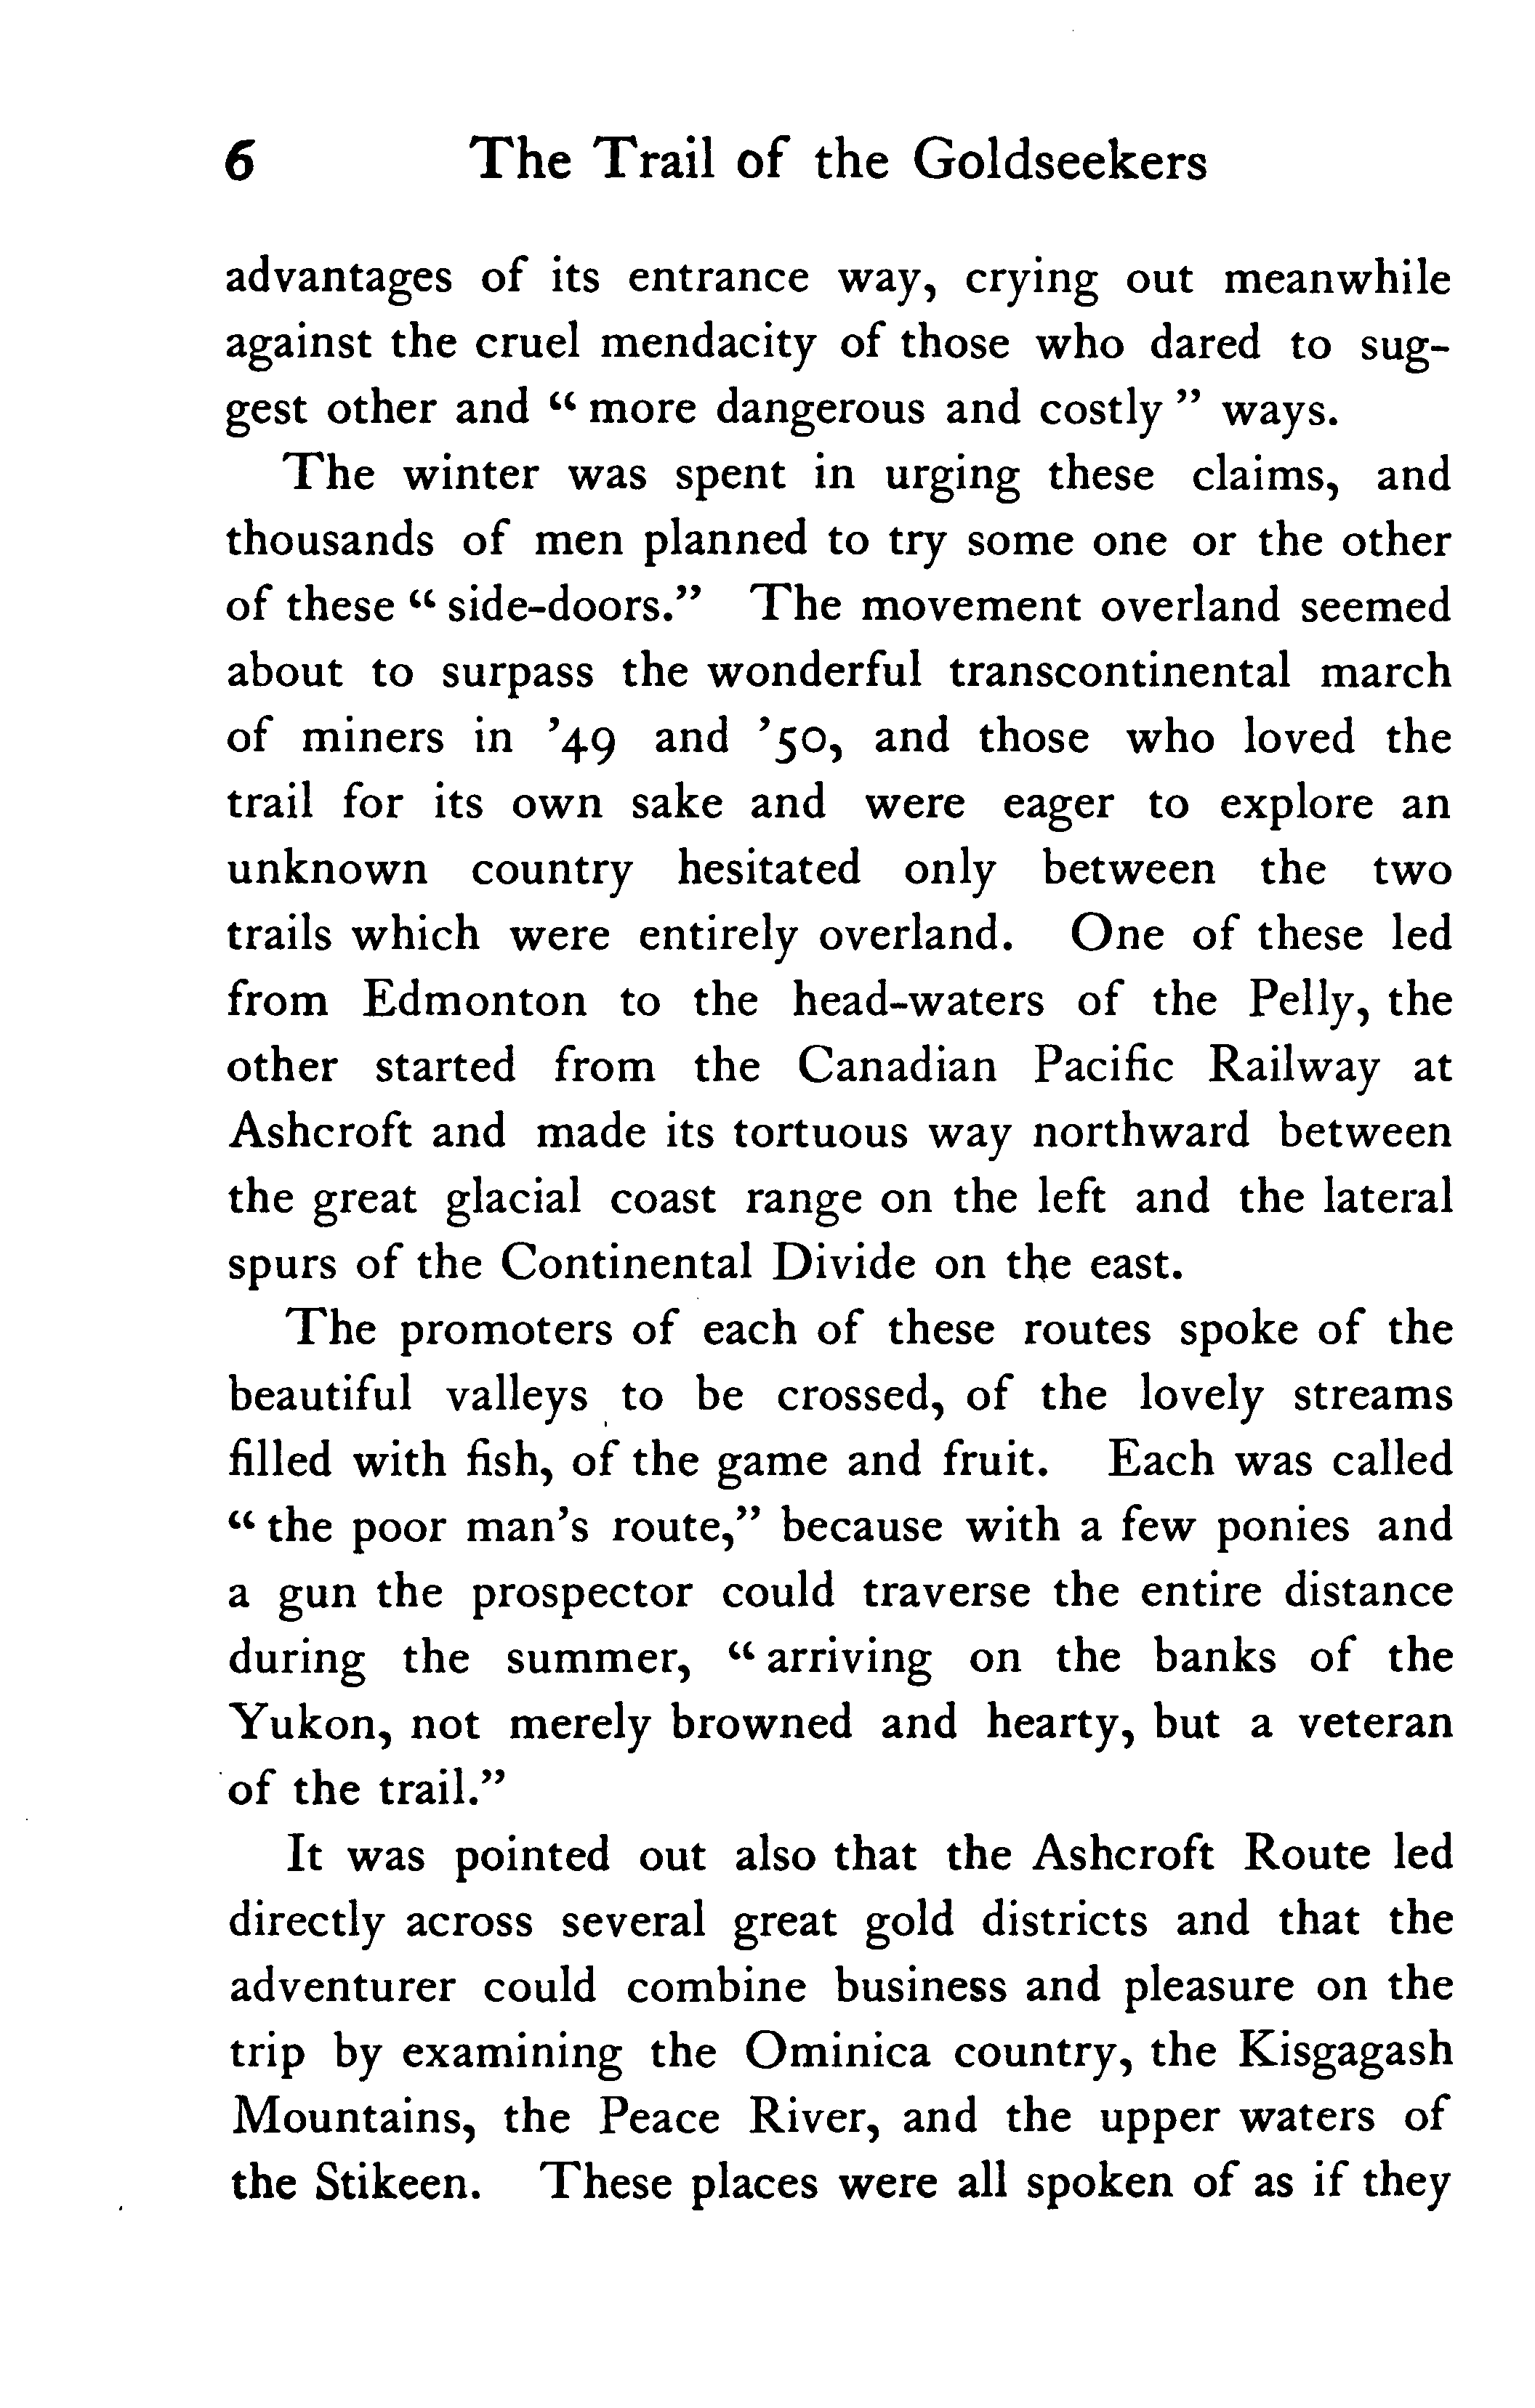 6 The Trail of the Goldseekers
advantages of its entrance way, crying out meanwhile
against the cruel mendacity of those who dared to sug-
gest other and “ more dangerous and costly ” ways.
The winter was spent in urging these claims, and
thousands of men planned to try some one or the other
of these “ side-doors.” The movement overland seemed
about to surpass the wonderful transcontinental march
of miners in ’49 and ’50, and those who loved the
trail for its own sake and were eager to explore an
unknown country hesitated only between the two
trails which were entirely overland. One of these led
from Edmonton to the head-waters of the Pelly, the
other started from the Canadian Pacific Railway at
Ashcroft and made its tortuous way northward between
the great glacial coast range on the left and the lateral
spurs of the Continental Divide on the east.
The promoters of each of these routes spoke of the
beautiful valleys to be crossed, of the lovely streams
filled with fish, of the game and fruit. Each was called
“ the poor man’s route,” because with a few ponies and
a gun the prospector could traverse the entire distance
during the summer, “ arriving on the banks of the
Yukon, not merely browned and hearty, but a veteran
of the trail.”
It was pointed out also that the Ashcroft Route led
directly across several great gold districts and that the
adventurer could combine business and pleasure on the
trip by examining the Ominica country, the Kisgagash
Mountains, the Peace River, and the upper waters of
the Stikeen. These places were all spoken of as if they